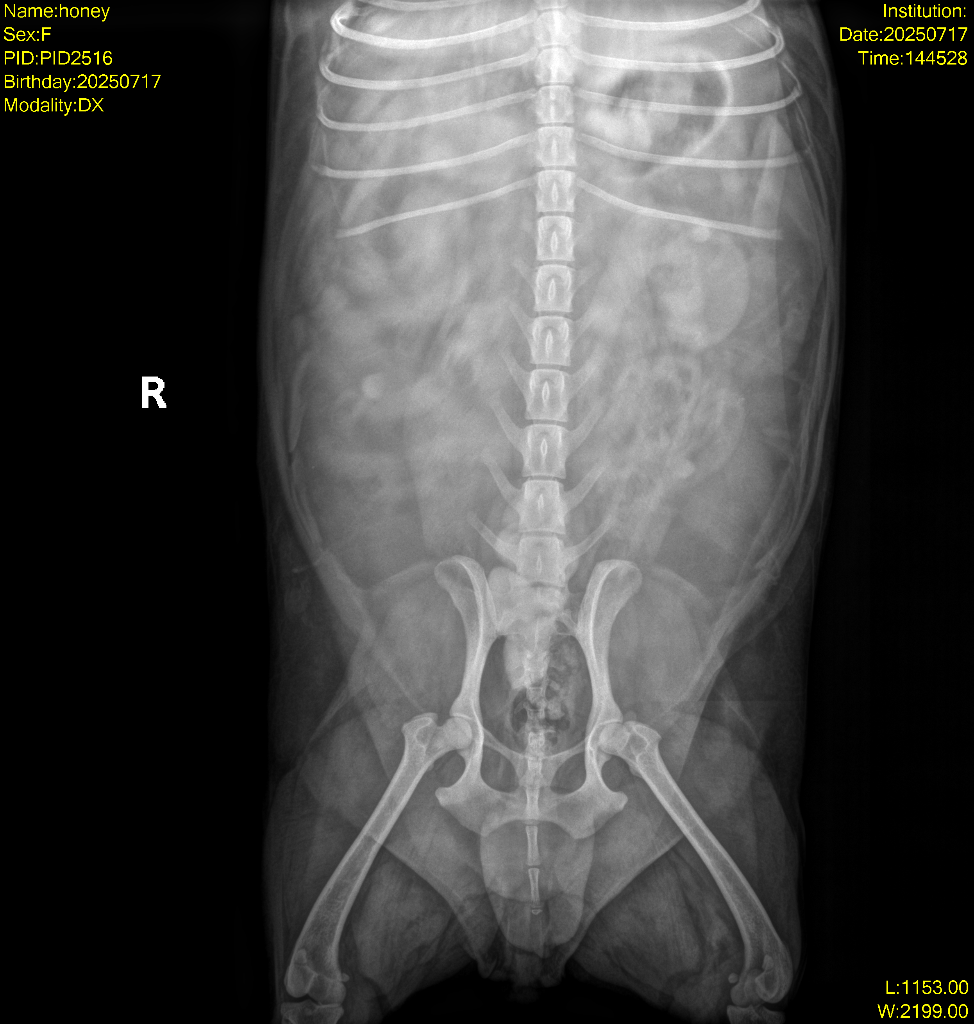 Name:honey
Sex:F
PID:PID2516
Birthday:20250717
Modality:DX
Institution:
Date:20250717
Time:144528
R
L:1153.00
W:2199.00